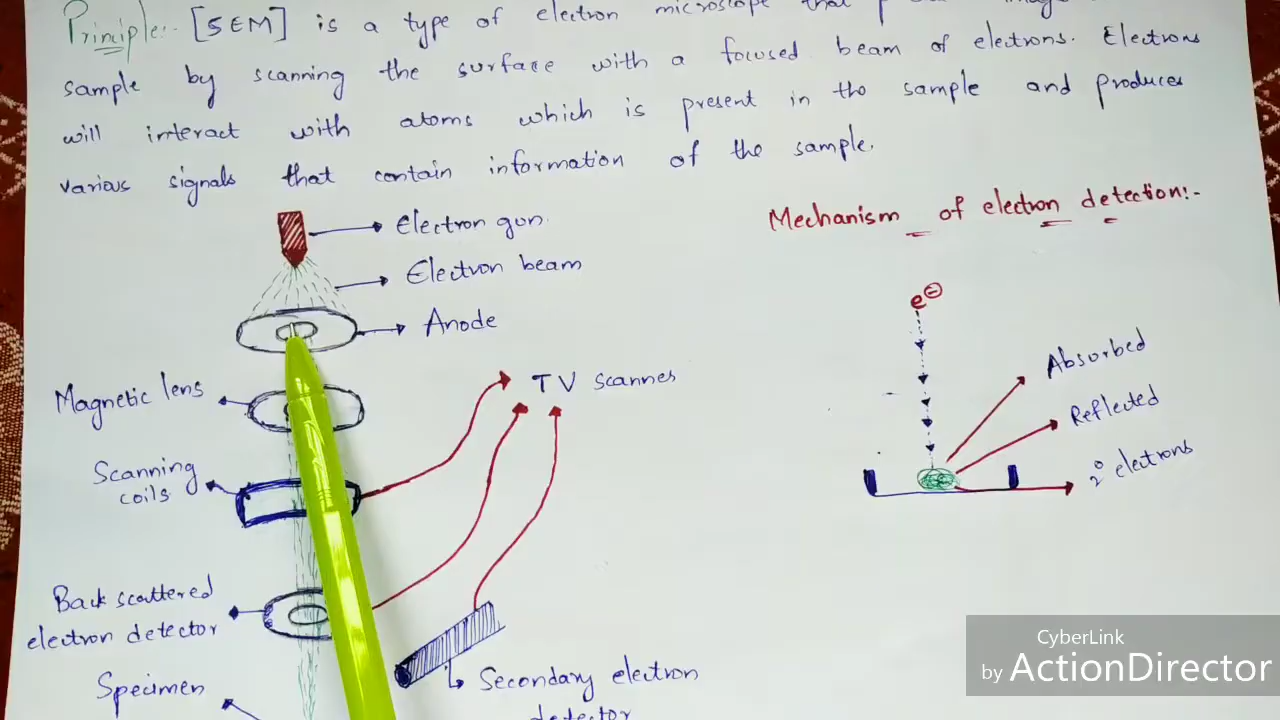 Principle:- [SEM] is a type of electron microscope that
sample by scanning the surface with a focused beam of electrons. Electrons
will interact with atoms which is present in the sample and produces
various signals that contain information of the sample.
Electron gun.
Electron beam
Anode
Magnetic lens
TV scanner
Scanning
coils
Back scattered
electron detector
Specimen
Secondary electron
detector
Mechanism of electron detection:-
e⊖
Absorbed
Reflected
2° electrons
CyberLink
by ActionDirector